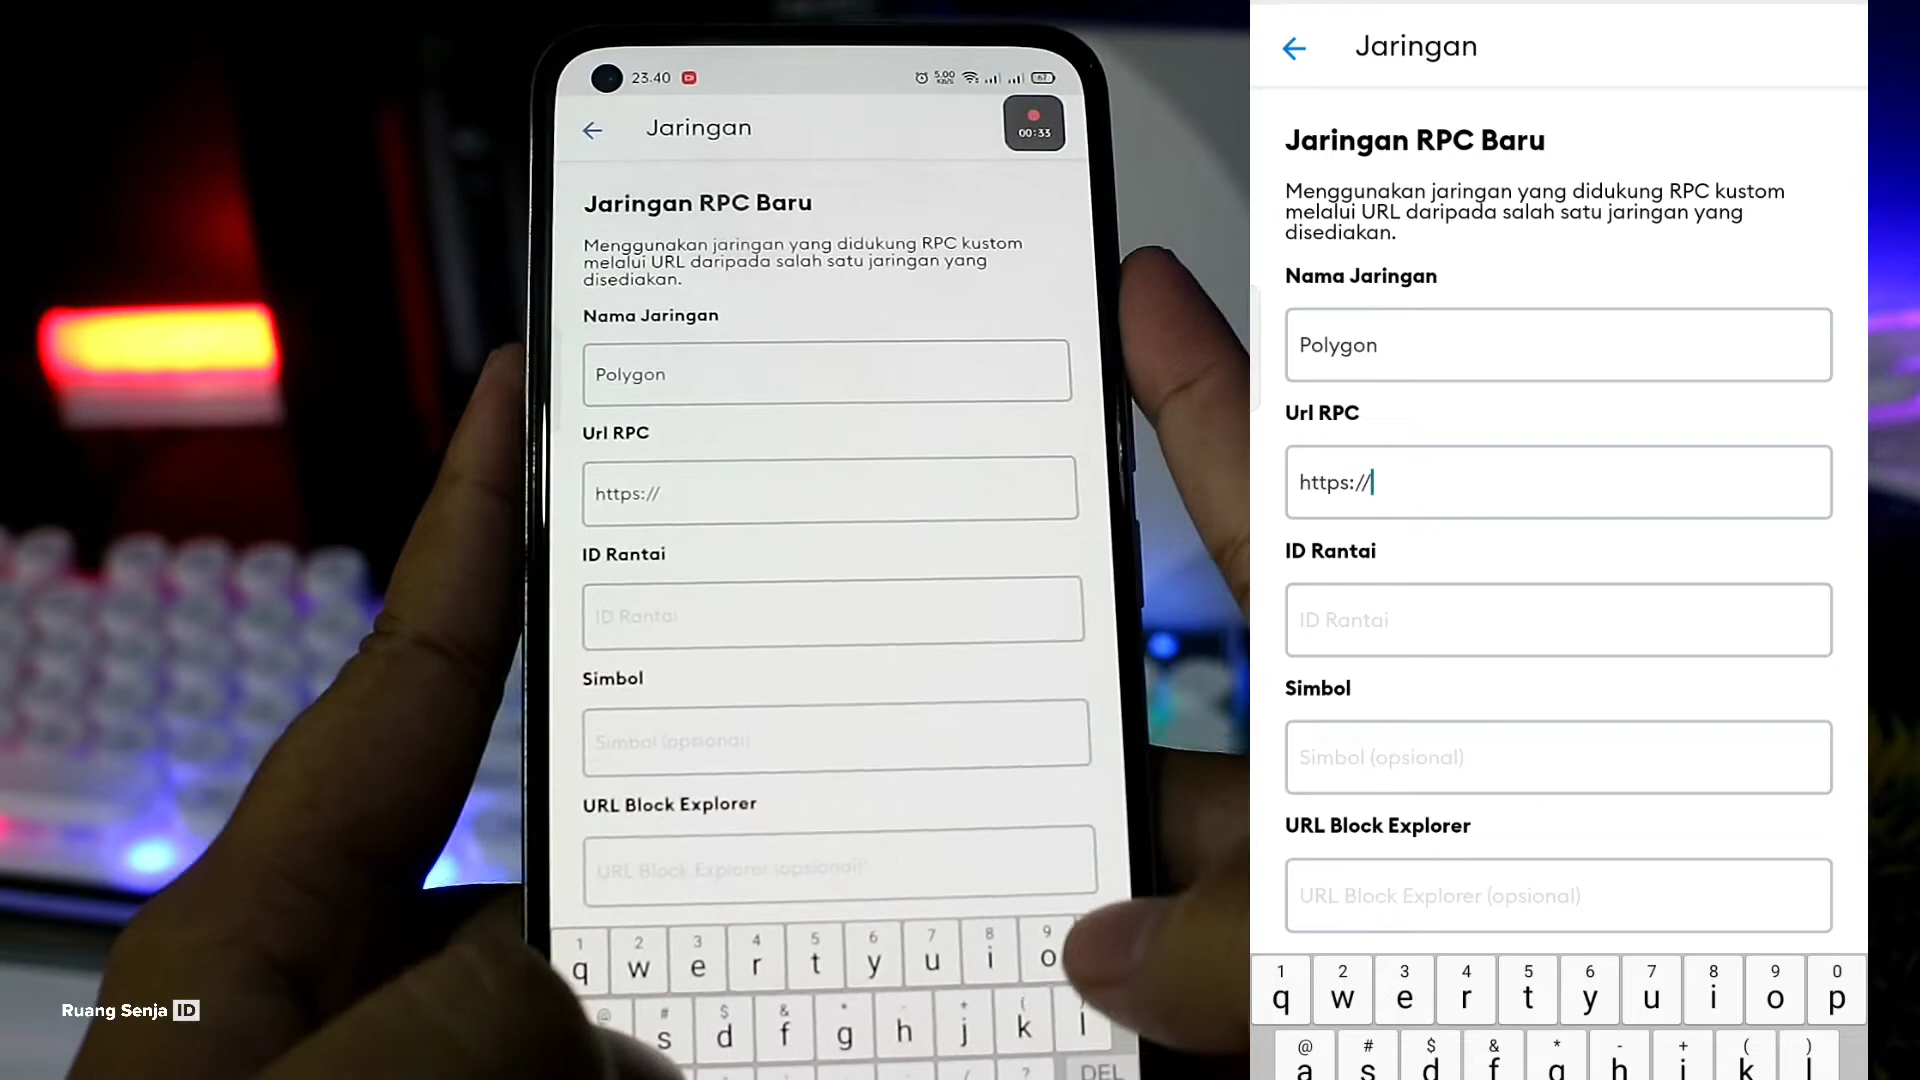 23.40
5.00
KB/S
67
Jaringan
00:33
Jaringan RPC Baru
Menggunakan jaringan yang didukung RPC kustom
melalui URL daripada salah satu jaringan yang
disediakan.
Nama Jaringan
Polygon
Url RPC
https://
ID Rantai
ID Rantai
Simbol
Simbol (opsional)
URL Block Explorer
URL Block Explorer (opsional)
1 2 3 4 5 6 7 8 9
q w e r t y u i o
@ # $ & * - + ( )
s d f g h j k l
/ ?
DEL
Ruang Senja ID
Jaringan
Jaringan RPC Baru
Menggunakan jaringan yang didukung RPC kustom
melalui URL daripada salah satu jaringan yang
disediakan.
Nama Jaringan
Polygon
Url RPC
https://
ID Rantai
ID Rantai
Simbol
Simbol (opsional)
URL Block Explorer
URL Block Explorer (opsional)
1 2 3 4 5 6 7 8 9 0
q w e r t y u i o p
@ # $ & * - + ( )
a s d f g h j k l